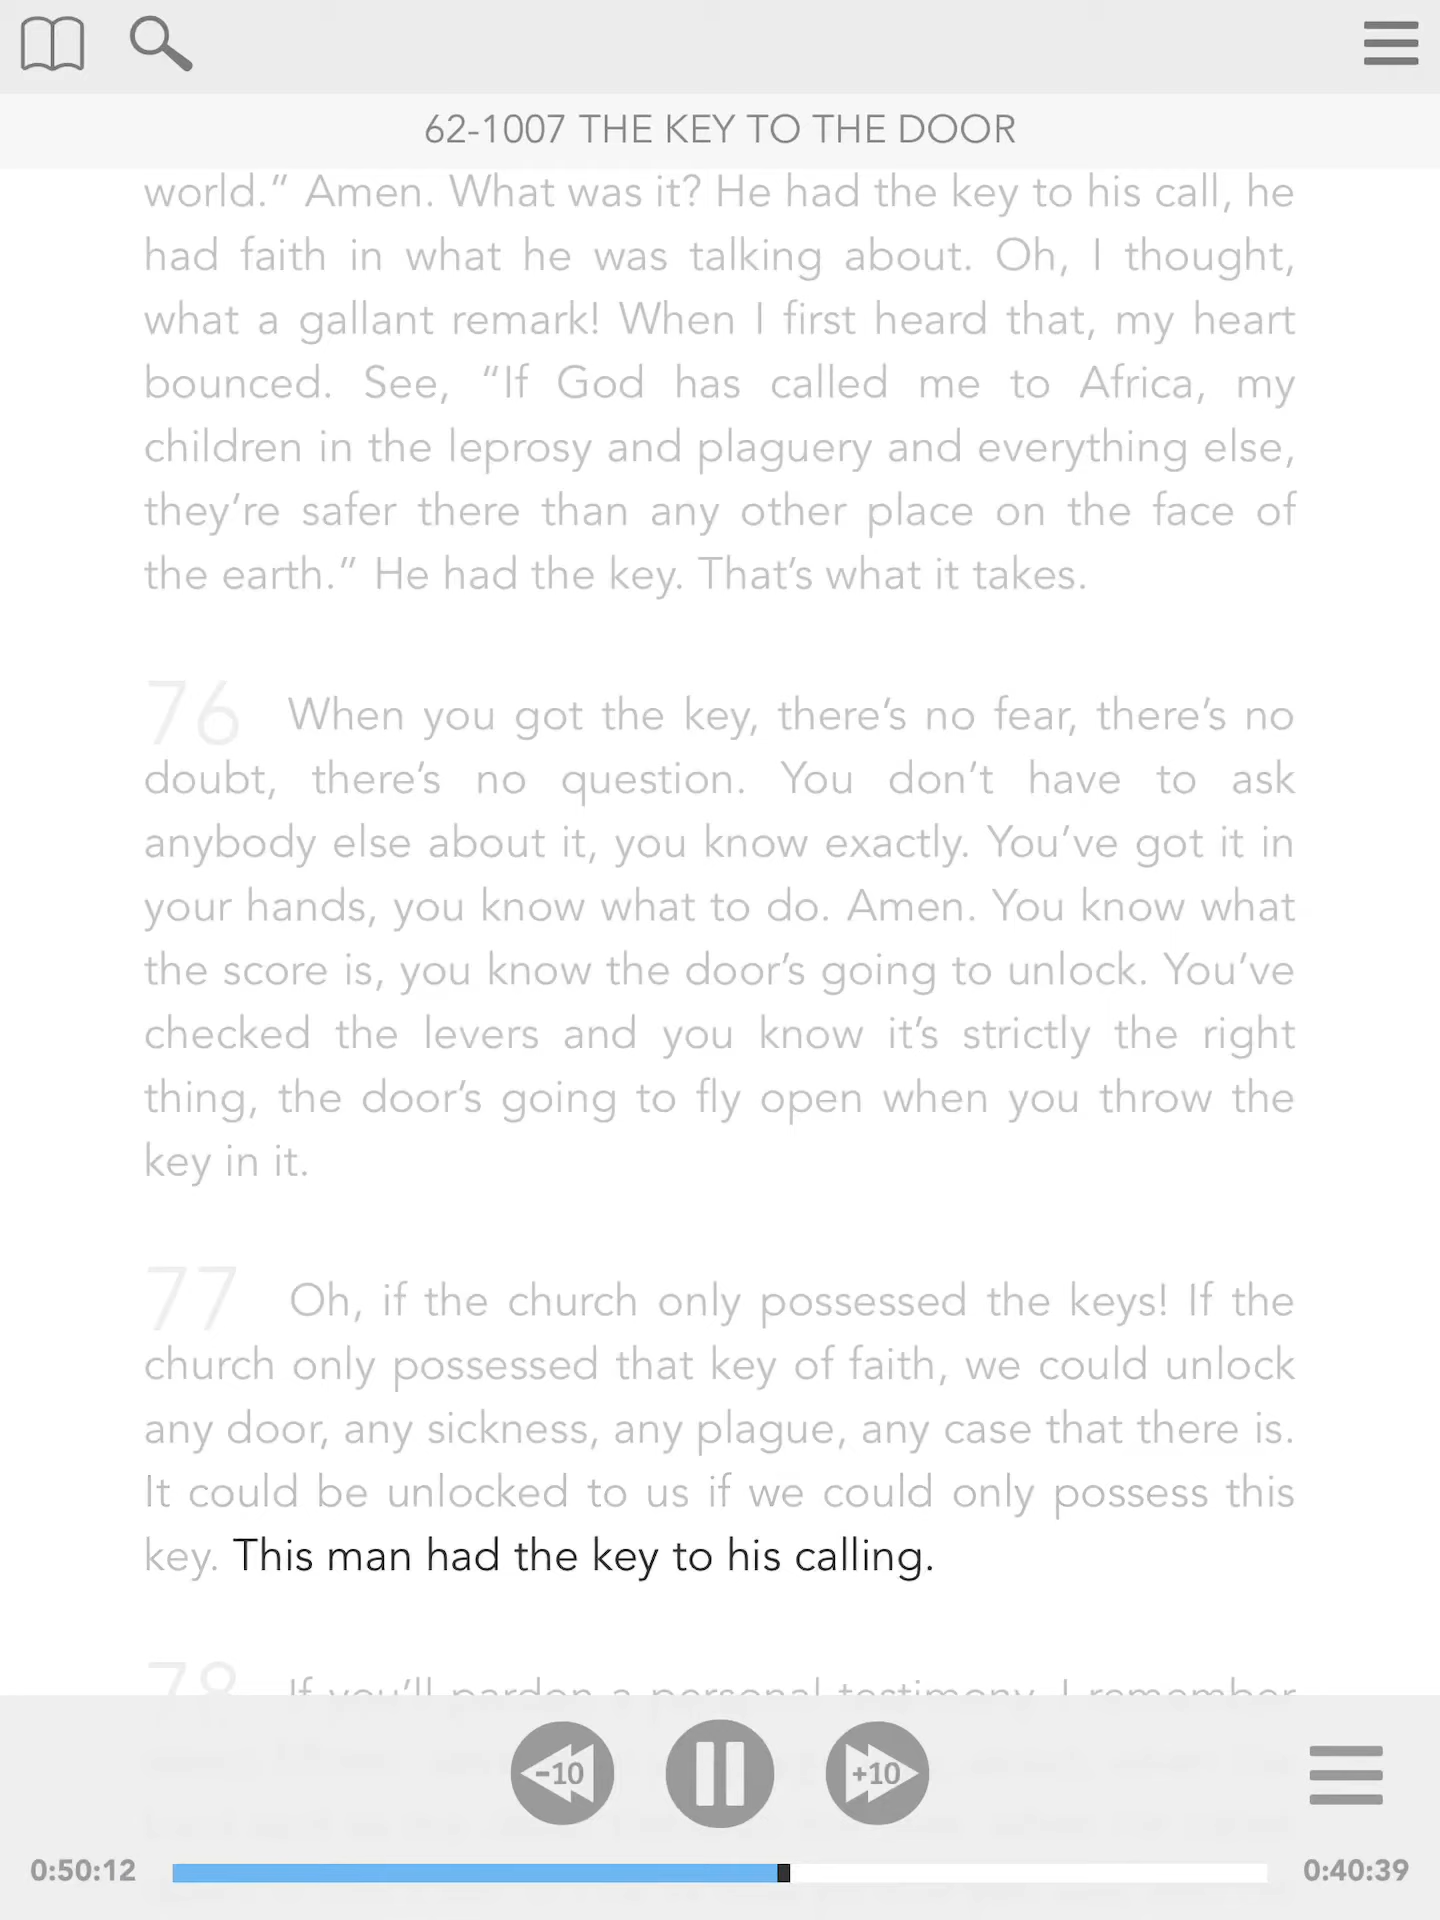 62-1007 THE KEY TO THE DOOR
world.” Amen. What was it? He had the key to his call, he
had faith in what he was talking about. Oh, I thought,
what a gallant remark! When I first heard that, my heart
bounced. See, “If God has called me to Africa, my
children in the leprosy and plaguery and everything else,
they’re safer there than any other place on the face of
the earth.” He had the key. That’s what it takes.
76 When you got the key, there’s no fear, there’s no
doubt, there’s no question. You don’t have to ask
anybody else about it, you know exactly. You’ve got it in
your hands, you know what to do. Amen. You know what
the score is, you know the door’s going to unlock. You’ve
checked the levers and you know it’s strictly the right
thing, the door’s going to fly open when you throw the
key in it.
77 Oh, if the church only possessed the keys! If the
church only possessed that key of faith, we could unlock
any door, any sickness, any plague, any case that there is.
It could be unlocked to us if we could only possess this
key. This man had the key to his calling.
78 If you’ll pardon a personal testimony, I remember
-10 +10
0:50:12 0:40:39